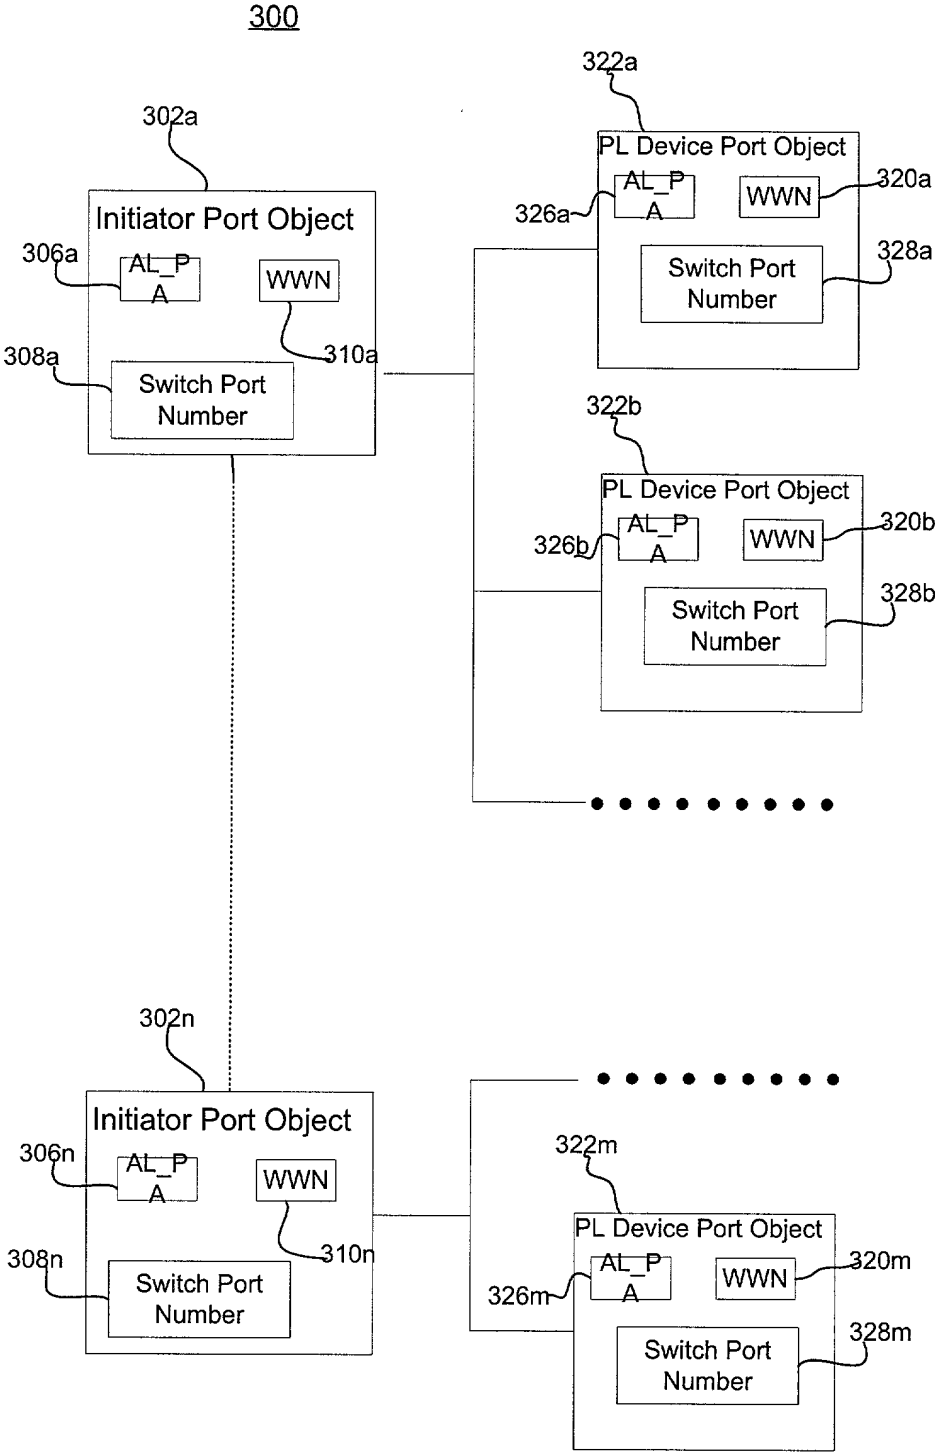 300
322a
302a
PL Device Port Object
AL_P
A
WWN
320a
326a
Initiator Port Object
306a
AL_P
A
WWN
328a
Switch Port
Number
310a
308a
Switch Port
Number
322b
PL Device Port Object
AL_P
A
WWN
320b
326b
328b
Switch Port
Number
302n
Initiator Port Object
306n
AL_P
A
WWN
322m
PL Device Port Object
310n
308n
Switch Port
Number
AL_P
A
WWN
320m
326m
328m
Switch Port
Number